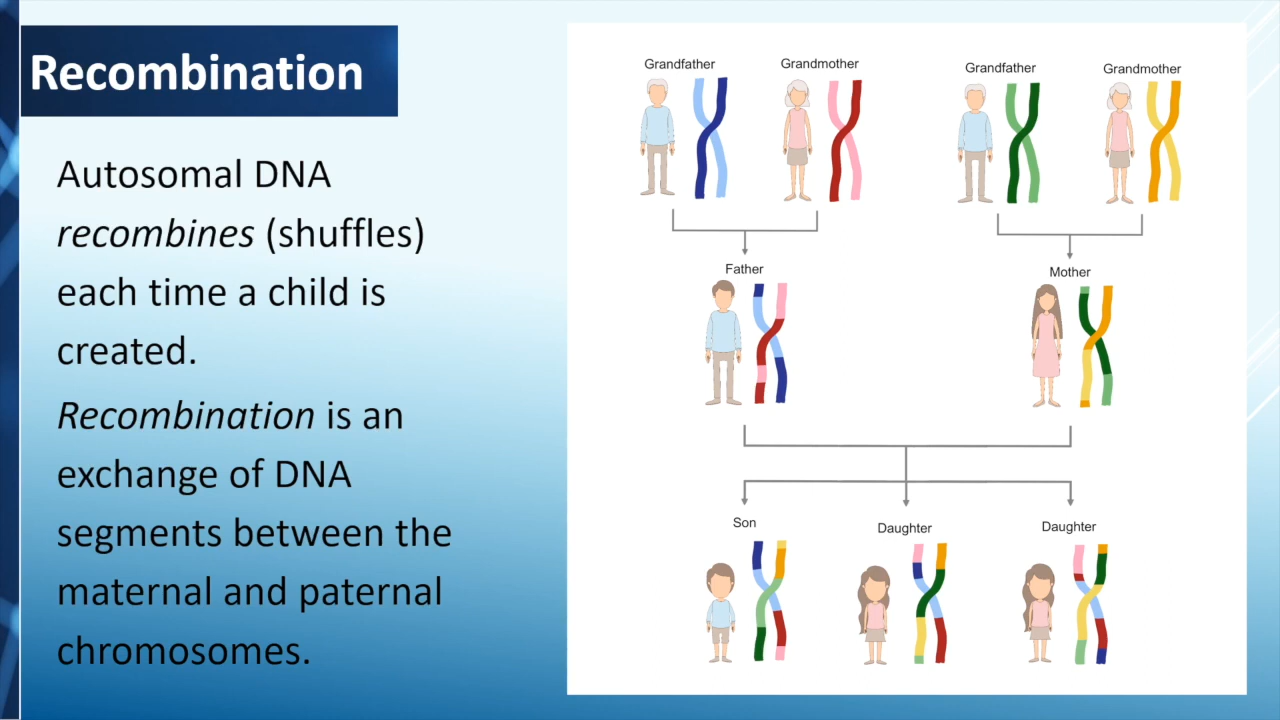 Recombination
Autosomal DNA
recombines (shuffles)
each time a child is
created.
Recombination is an
exchange of DNA
segments between the
maternal and paternal
chromosomes.
Grandfather
Grandmother
Grandfather
Grandmother
Father
Mother
Son
Daughter
Daughter